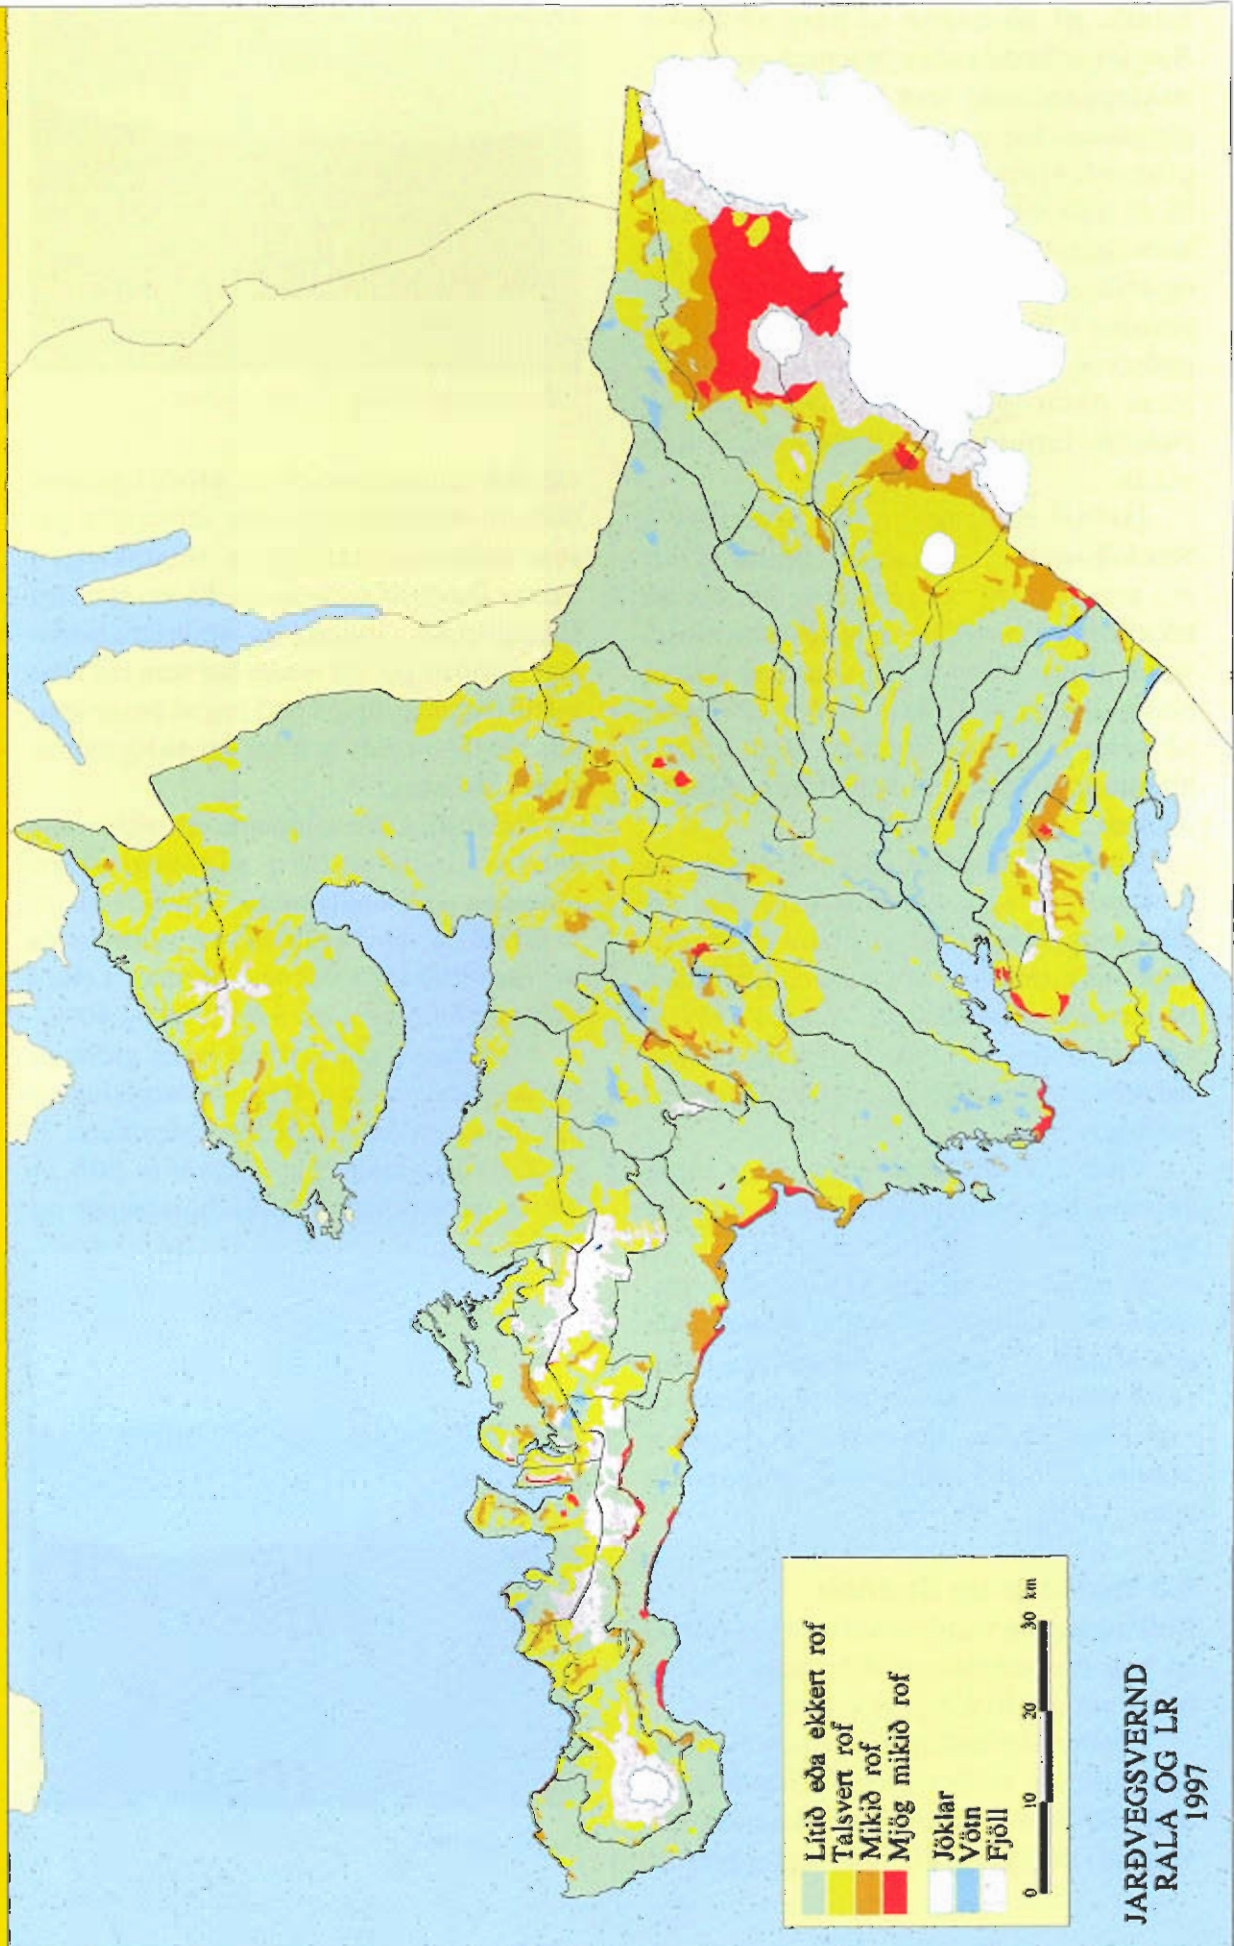 Lítið eða ekkert rof
Talsvert rof
Mikið rof
Mjög mikið rof
Jöklar
Vötn
Fjöll
0 10 20 30 km
JARÐVEGSVERND
RALA OG LR
1997